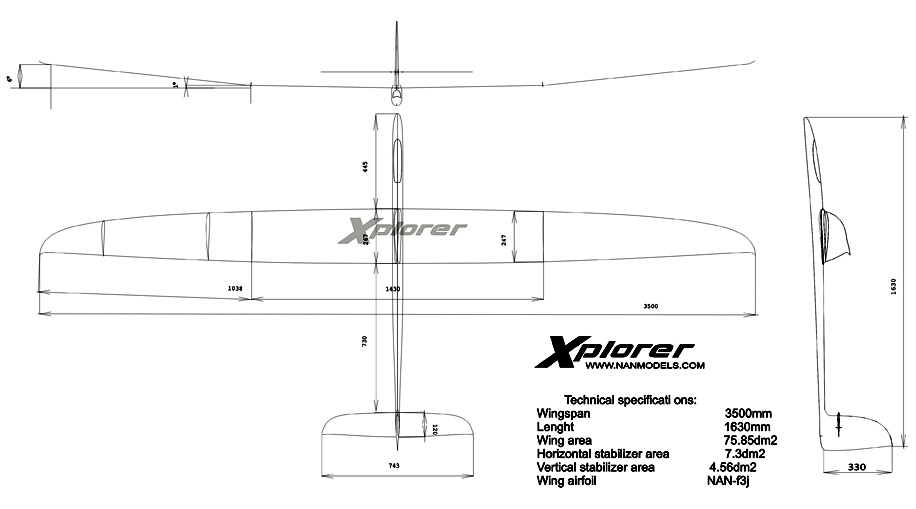 6°
1°
445
Xplorer
267
247
1038
1430
3500
1630
730
Xplorer
WWW.NANMODELS.COM
Technical specificati ons:
Wingspan 3500mm
Lenght 1630mm
Wing area 75.85dm2
Horizontal stabilizer area 7.3dm2
Vertical stabilizer area 4.56dm2
Wing airfoil NAN-f3j
120
743
330